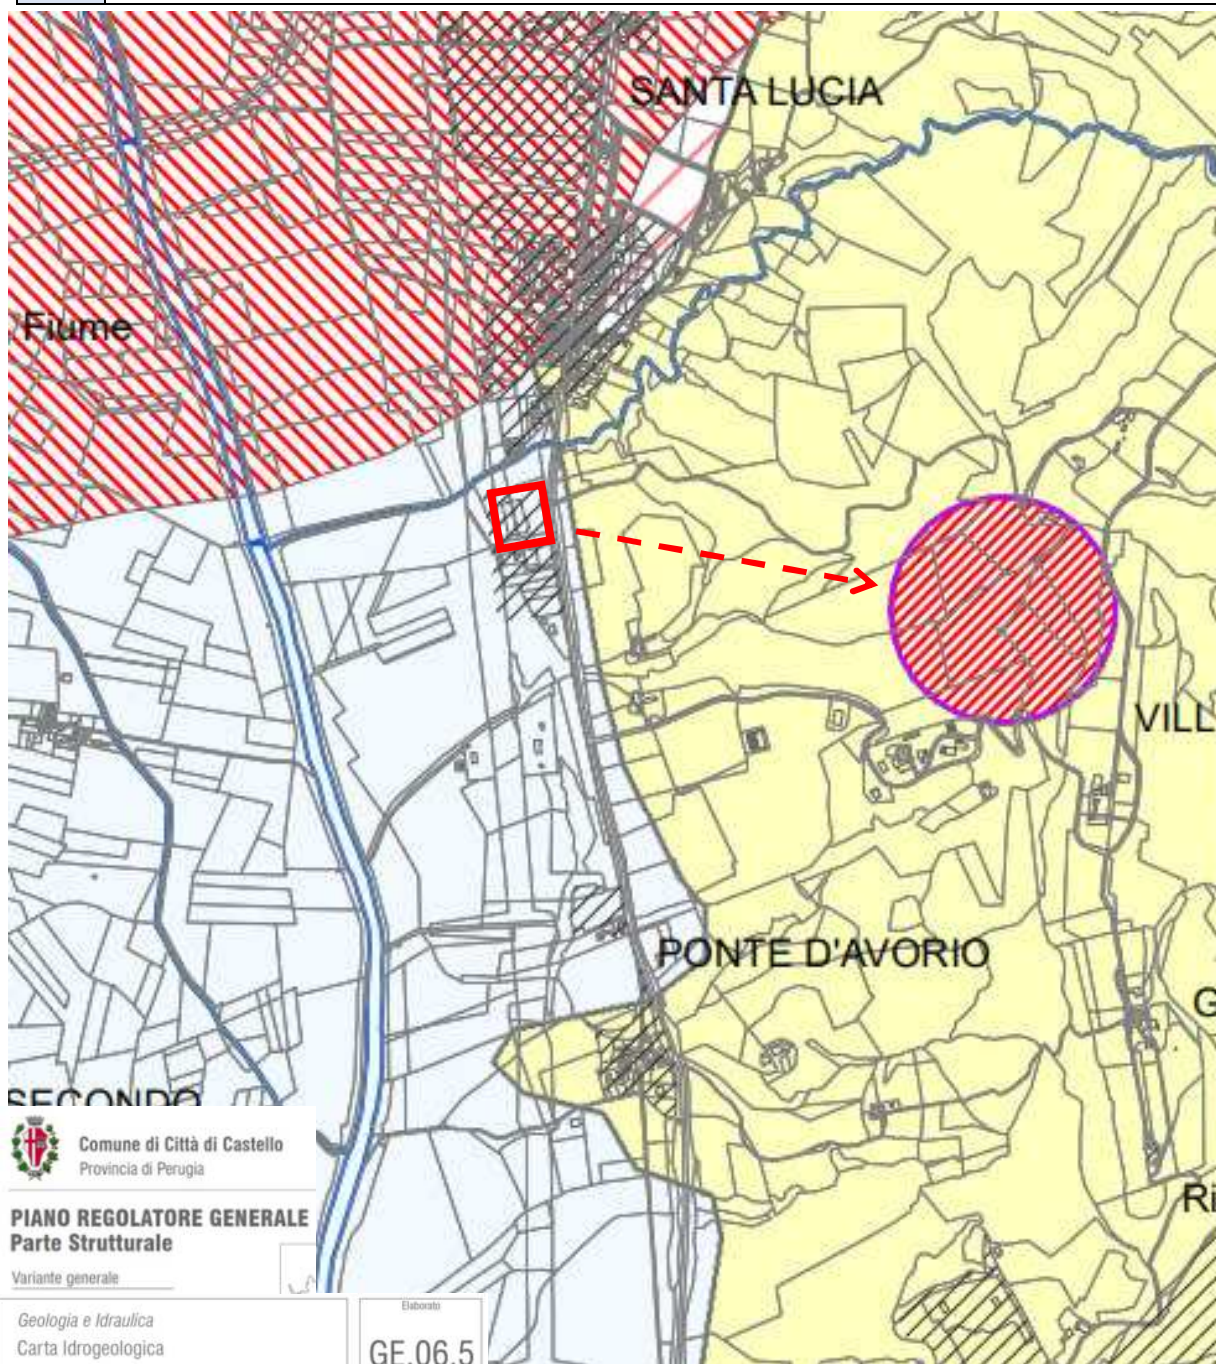 SANTA LUCIA
Fiume
VILL
PONTE D'AVORIO
G
SECONDO
Ri
Comune di Città di Castello
Provincia di Perugia
PIANO REGOLATORE GENERALE
Parte Strutturale
Variante generale
Geologia e Idraulica
Carta Idrogeologica
Elaborato
GE.06.5